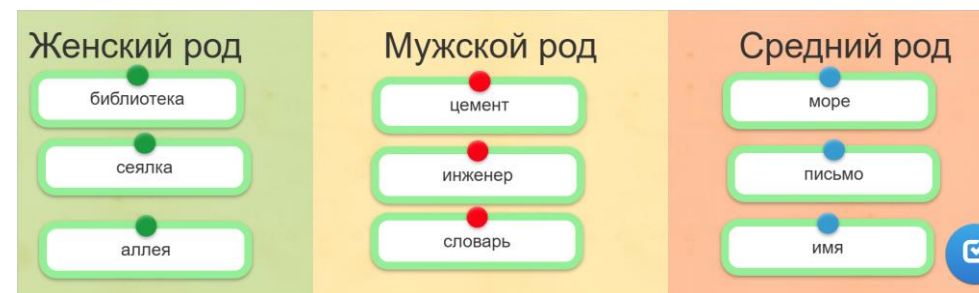 Женский род
библиотека
сеялка
аллея
Мужской род
цемент
инженер
словарь
Средний род
море
письмо
имя